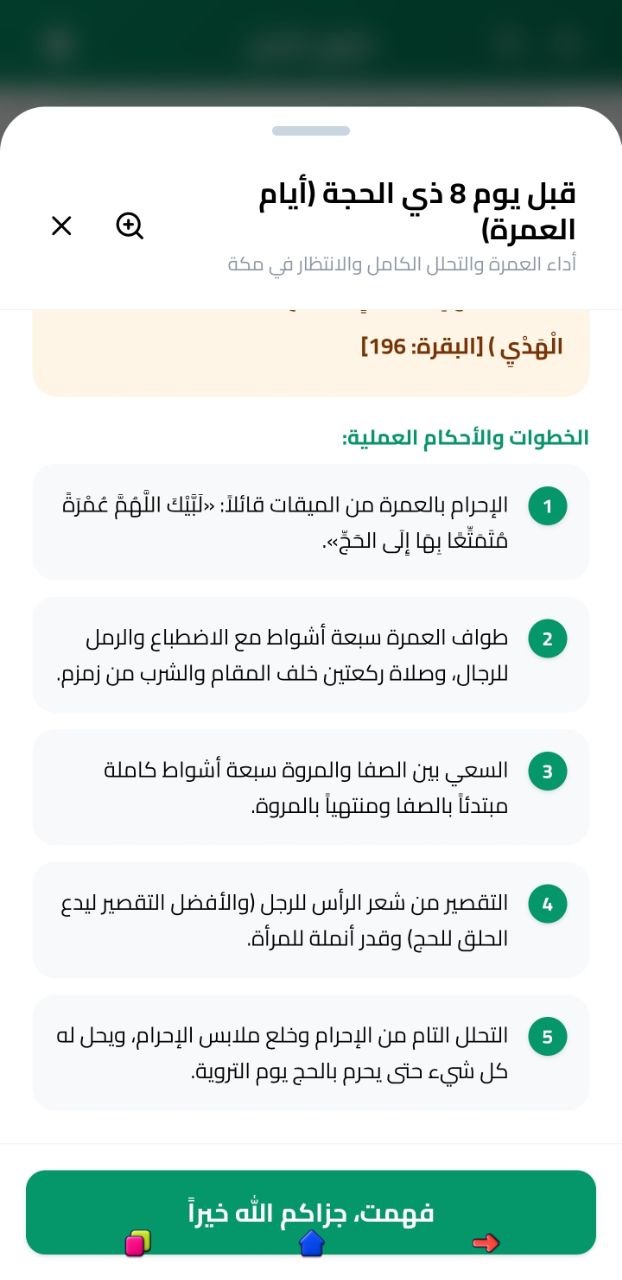 قبل يوم 8 ذي الحجة (أيام
العمرة)
أداء العمرة والتحلل الكامل والانتظار في مكة
الْهَدْيِ ) [البقرة: 196]
الخطوات والأحكام العملية:
1 الإحرام بالعمرة من الميقات قائلاً: «لَبَّيْكَ اللَّهُمَّ عُمْرَةً
مُتَمَتِّعًا بِهَا إِلَى الحَجِّ».
2 طواف العمرة سبعة أشواط مع الاضطباع والرمل
للرجال، وصلاة ركعتين خلف المقام والشرب من زمزم.
3 السعي بين الصفا والمروة سبعة أشواط كاملة
مبتدئاً بالصفا ومنتهياً بالمروة.
4 التقصير من شعر الرأس للرجل (والأفضل التقصير ليدع
الحلق للحج) وقدر أنملة للمرأة.
5 التحلل التام من الإحرام وخلع ملابس الإحرام، ويحل له
كل شيء حتى يحرم بالحج يوم التروية.
فهمت، جزاكم الله خيراً